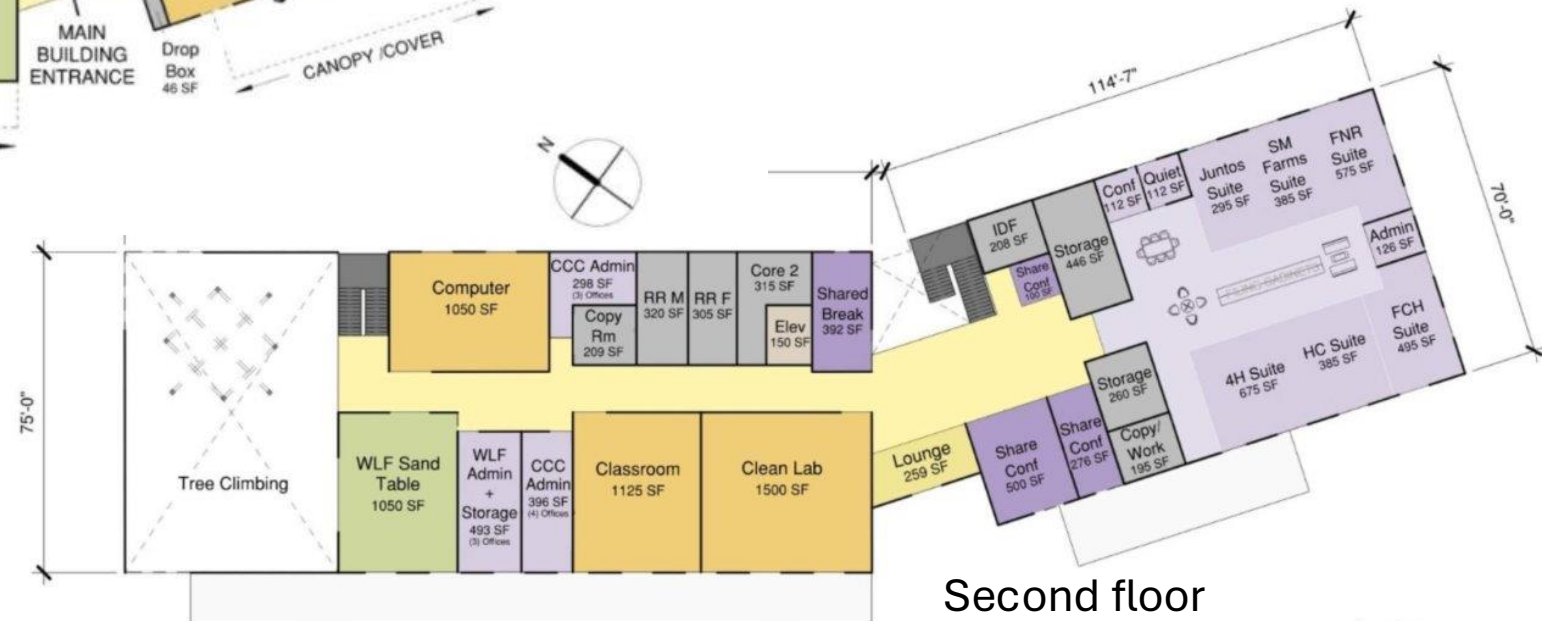 MAIN
BUILDING
ENTRANCE
Drop
Box
46 SF
CANOPY /COVER
N
114'-7"
70'-0"
75'-0"
Tree Climbing
Computer
1050 SF
CCC Admin
298 SF
(3) Offices
Copy
Rm
209 SF
RR M
320 SF
RR F
305 SF
Core 2
315 SF
Elev
150 SF
Shared
Break
392 SF
WLF Sand
Table
1050 SF
WLF
Admin
+
Storage
493 SF
(3) Offices
CCC
Admin
396 SF
(4) Offices
Classroom
1125 SF
Clean Lab
1500 SF
IDF
208 SF
Share
Conf
100 SF
Storage
446 SF
Conf
112 SF
Quiet
112 SF
Juntos
Suite
295 SF
SM
Farms
Suite
385 SF
FNR
Suite
575 SF
Admin
126 SF
FILING CABINETS
FCH
Suite
495 SF
HC Suite
385 SF
4H Suite
675 SF
Storage
260 SF
Copy/
Work
195 SF
Share
Conf
276 SF
Share
Conf
500 SF
Lounge
259 SF
Second floor